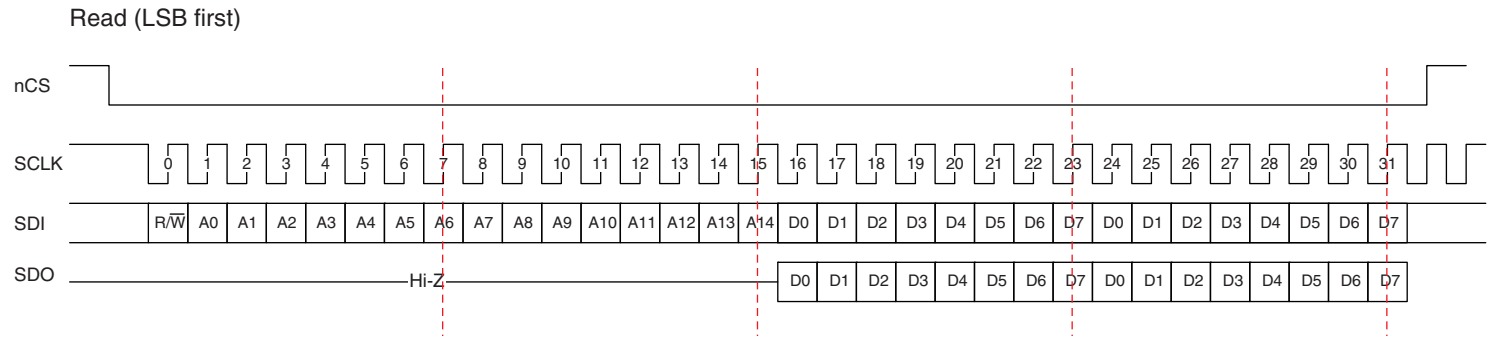 Read (LSB first)
nCS
SCLK 0 1 2 3 4 5 6 7 8 9 10 11 12 13 14 15 16 17 18 19 20 21 22 23 24 25 26 27 28 29 30 31
SDI R/W̅ A0 A1 A2 A3 A4 A5 A6 A7 A8 A9 A10 A11 A12 A13 A14 D0 D1 D2 D3 D4 D5 D6 D7 D0 D1 D2 D3 D4 D5 D6 D7
SDO Hi-Z D0 D1 D2 D3 D4 D5 D6 D7 D0 D1 D2 D3 D4 D5 D6 D7